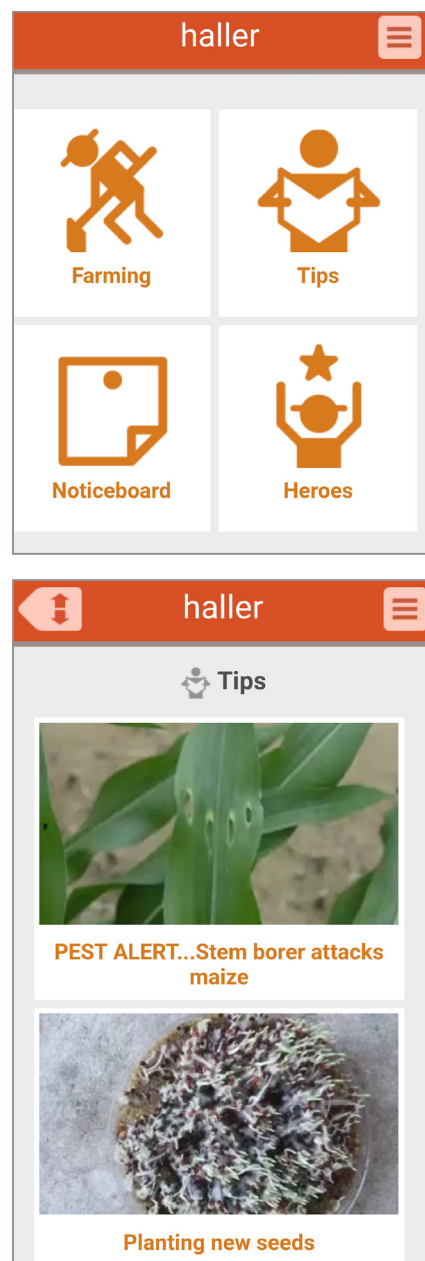 haller
Farming
Tips
Noticeboard
Heroes
haller
Tips
PEST ALERT...Stem borer attacks
maize
Planting new seeds